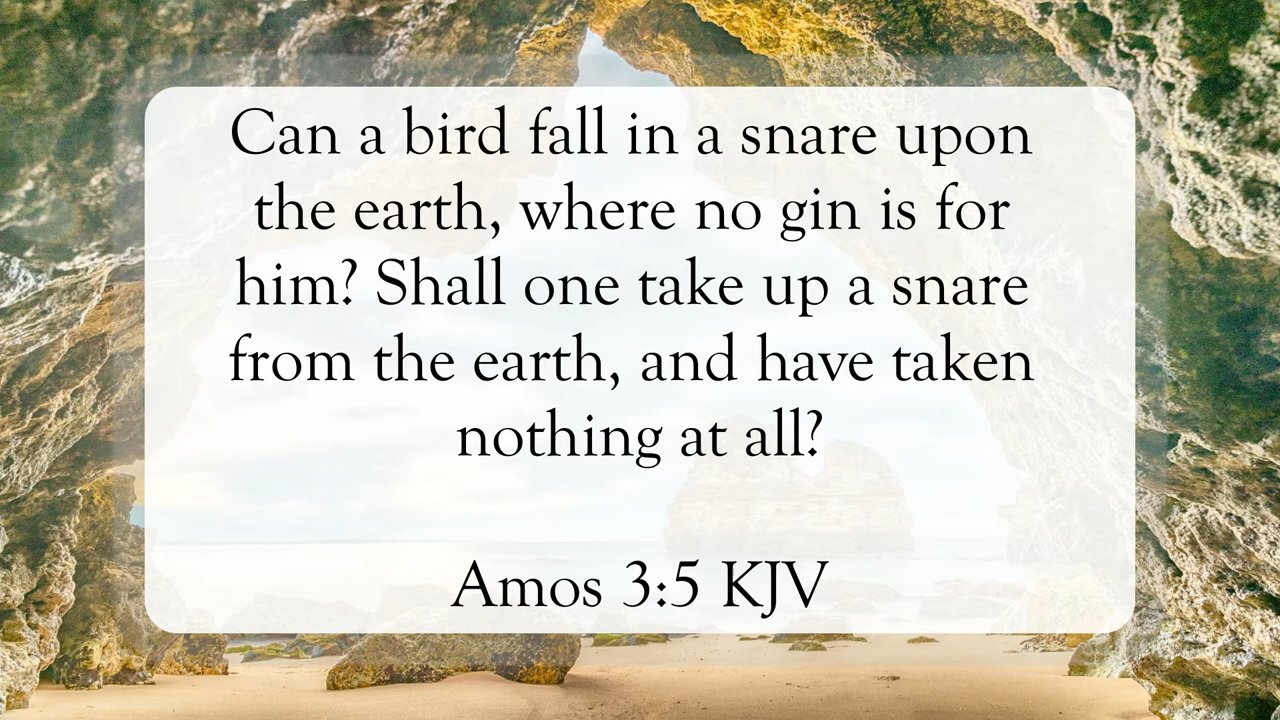 Can a bird fall in a snare upon
the earth, where no gin is for
him? Shall one take up a snare
from the earth, and have taken
nothing at all?
Amos 3:5 KJV